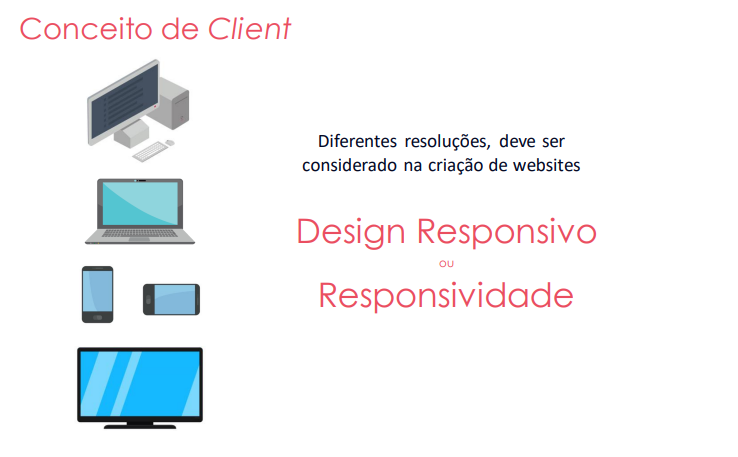 Conceito de Client
Diferentes resoluções, deve ser
considerado na criação de websites
Design Responsivo
ou
Responsividade